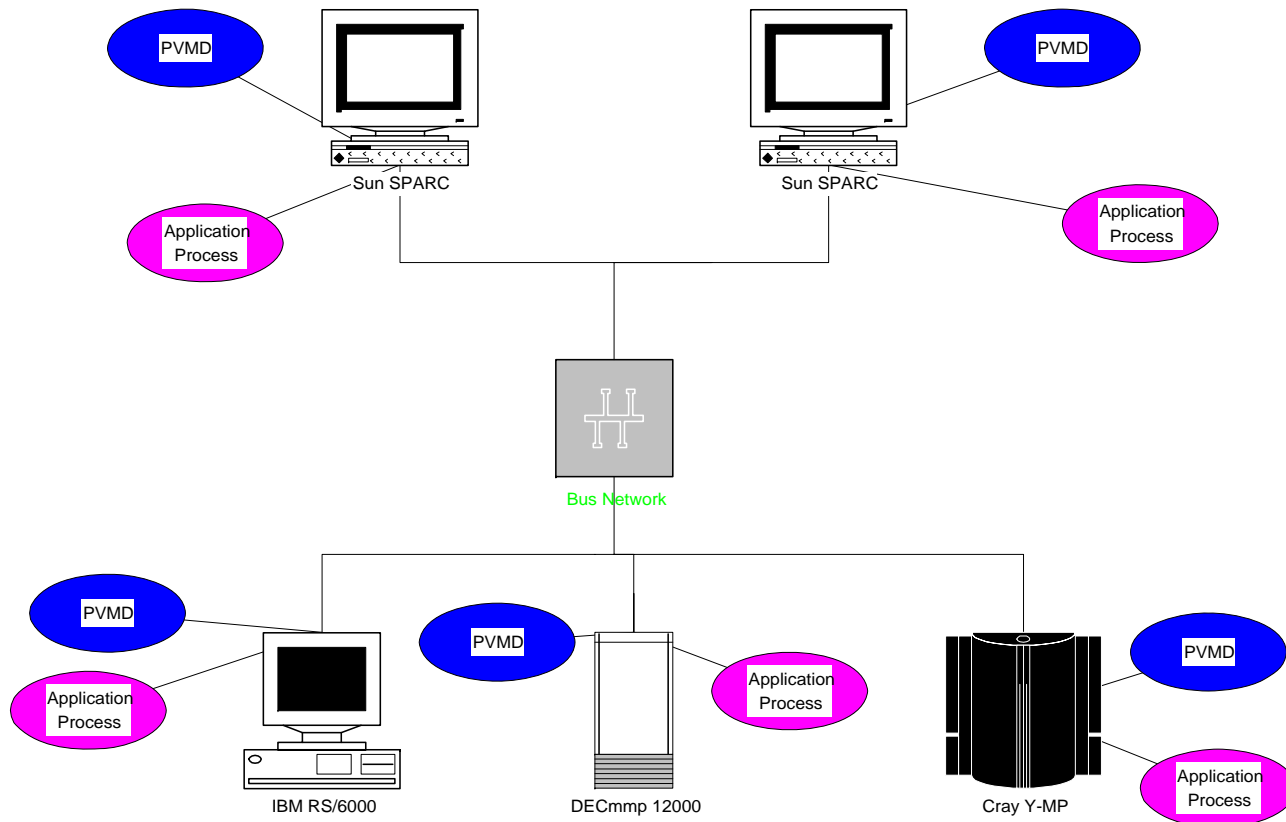 PVMD
PVMD
Sun SPARC
Sun SPARC
Application
Process
Application
Process
Bus Network
PVMD
PVMD
PVMD
Application
Process
Application
Process
Application
Process
IBM RS/6000
DECmmp 12000
Cray Y-MP